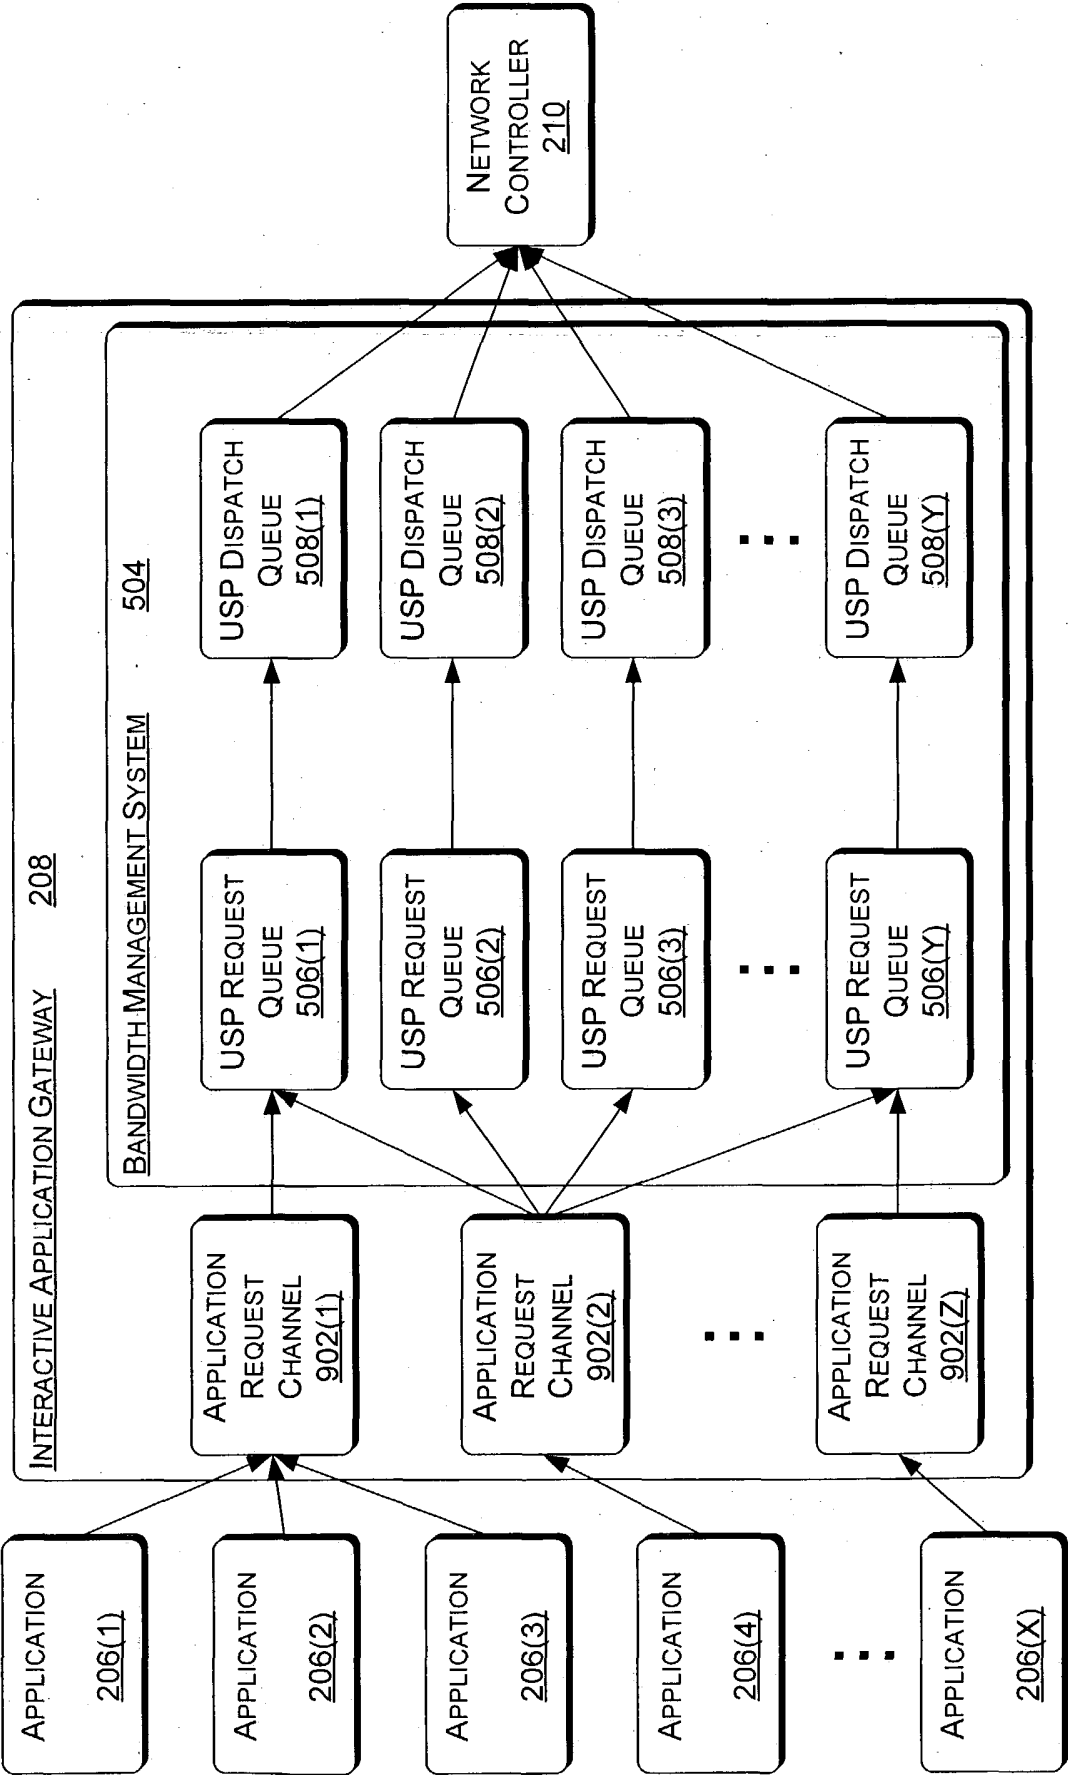 INTERACTIVE APPLICATION GATEWAY 208
BANDWIDTH MANAGEMENT SYSTEM 504
APPLICATION
206(1)
APPLICATION
206(2)
APPLICATION
206(3)
APPLICATION
206(4)
APPLICATION
206(X)
APPLICATION
REQUEST
CHANNEL
902(1)
APPLICATION
REQUEST
CHANNEL
902(2)
APPLICATION
REQUEST
CHANNEL
902(Z)
USP REQUEST
QUEUE
506(1)
USP REQUEST
QUEUE
506(2)
USP REQUEST
QUEUE
506(3)
USP REQUEST
QUEUE
506(Y)
USP DISPATCH
QUEUE
508(1)
USP DISPATCH
QUEUE
508(2)
USP DISPATCH
QUEUE
508(3)
USP DISPATCH
QUEUE
508(Y)
NETWORK
CONTROLLER
210